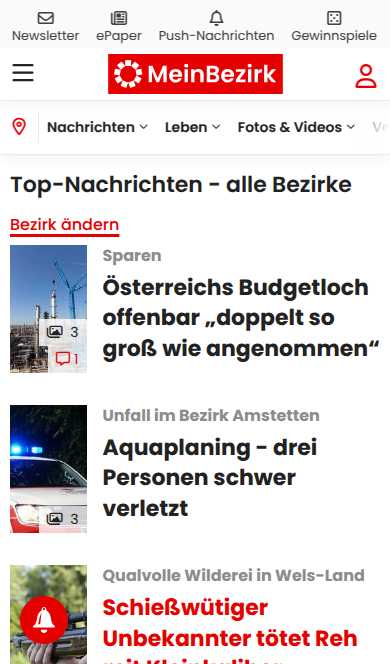 Newsletter ePaper Push-Nachrichten Gewinnspiele
MeinBezirk
Nachrichten Leben Fotos & Videos
Top-Nachrichten - alle Bezirke
Bezirk ändern
Sparen
Österreichs Budgetloch
offenbar „doppelt so
groß wie angenommen“
3
1
Unfall im Bezirk Amstetten
Aquaplaning - drei
Personen schwer
verletzt
3
Qualvolle Wilderei in Wels-Land
Schießwütiger
Unbekannter tötet Reh
mit Kleinkaliber